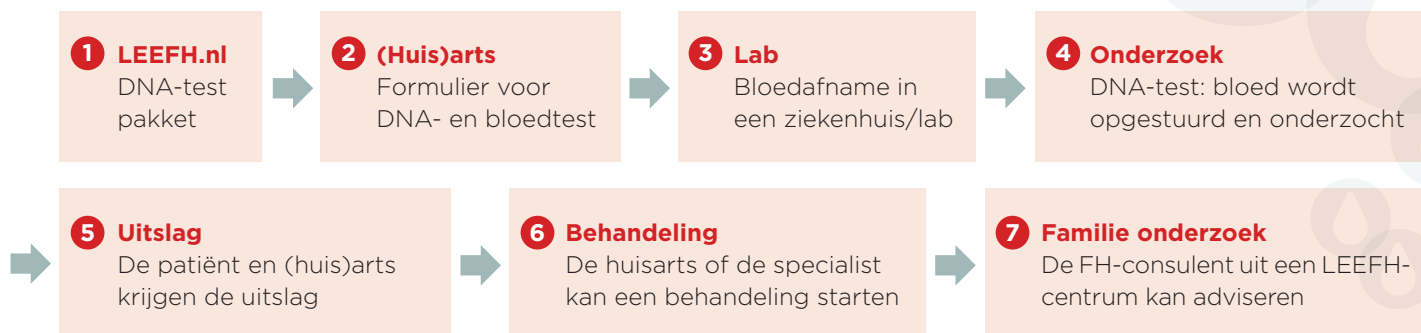 1 LEEFH.nl
DNA-test
pakket
2 (Huis)arts
Formulier voor
DNA- en bloedtest
3 Lab
Bloedafname in
een ziekenhuis/lab
4 Onderzoek
DNA-test: bloed wordt
opgestuurd en onderzocht
5 Uitslag
De patiënt en (huis)arts
krijgen de uitslag
6 Behandeling
De huisarts of de specialist
kan een behandeling starten
7 Familie onderzoek
De FH-consulent uit een LEEFH-
centrum kan adviseren